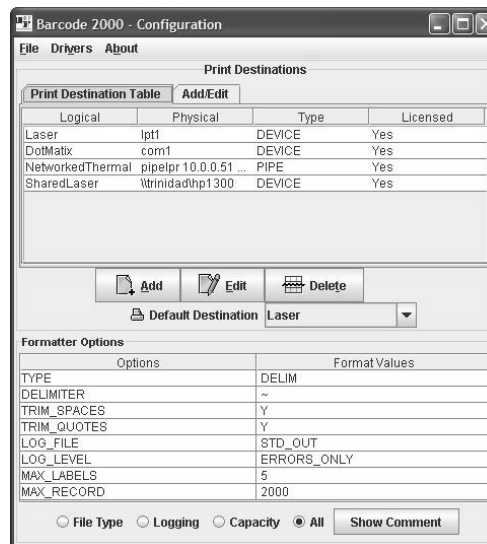 Barcode 2000 - Configuration
File Drivers About
Print Destinations
Print Destination Table Add/Edit
Logical Physical Type Licensed
Laser lpt1 DEVICE Yes
DotMatix com1 DEVICE Yes
NetworkedThermal pipelpr 10.0.0.51 ... PIPE Yes
SharedLaser \\trinidad\hp1300 DEVICE Yes
Add Edit Delete
Default Destination Laser
Formatter Options
Options Format Values
TYPE DELIM
DELIMITER ~
TRIM_SPACES Y
TRIM_QUOTES Y
LOG_FILE STD_OUT
LOG_LEVEL ERRORS_ONLY
MAX_LABELS 5
MAX_RECORD 2000
File Type Logging Capacity All Show Comment